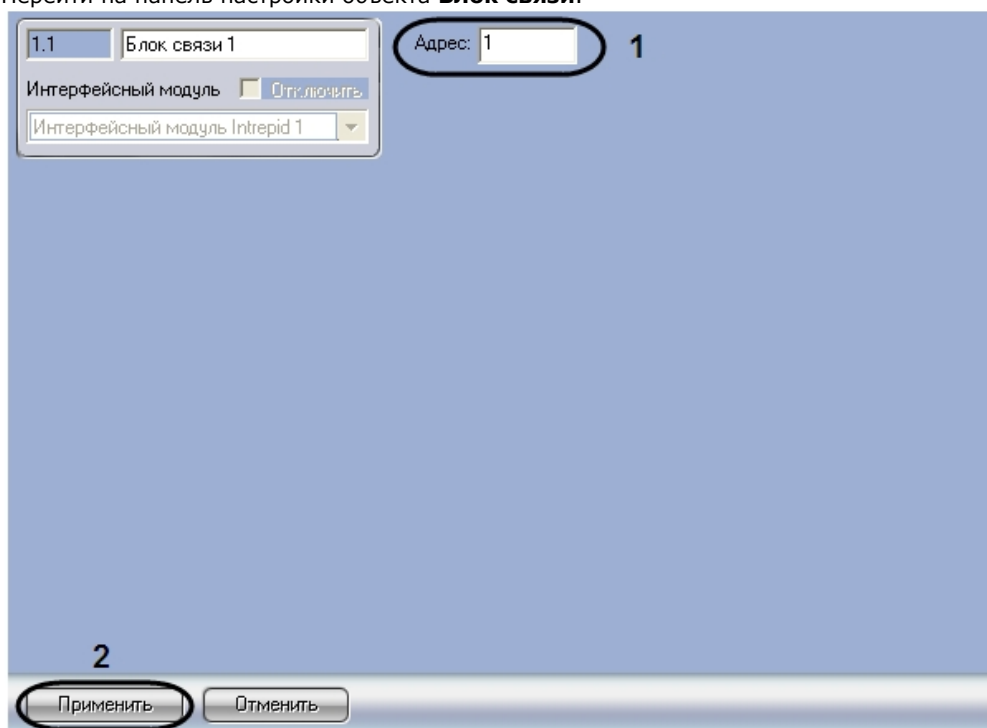 Перейти на панель настройки объекта Блок связи.
1.1 Блок связи 1 Адрес: 1 1
Интерфейсный модуль Отключить
Интерфейсный модуль Intrepid 1
2
Применить Отменить